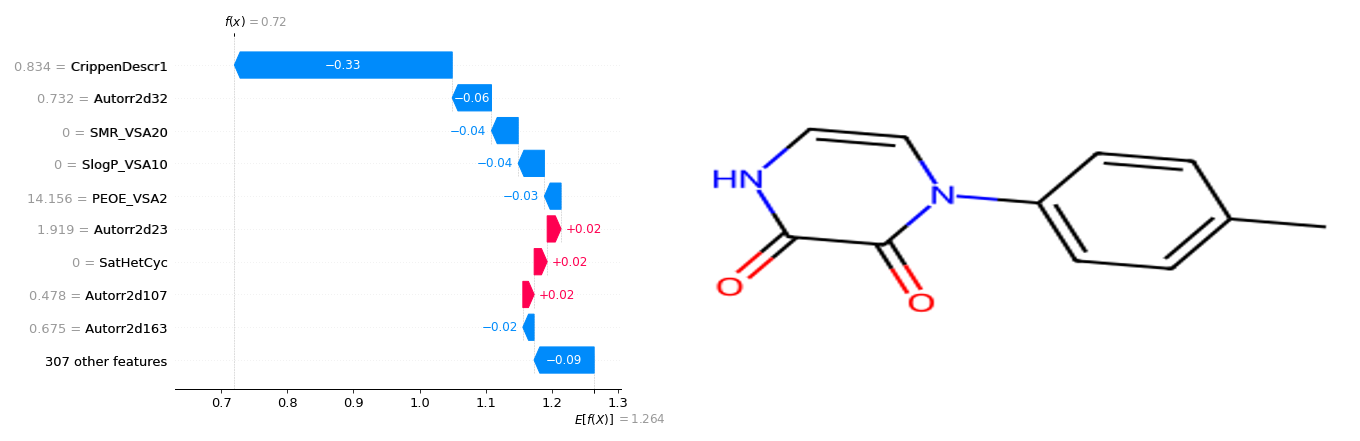 f(x) = 0.72
0.834 = CrippenDescr1
−0.33
0.732 = Autorr2d32
−0.06
0 = SMR_VSA20
−0.04
0 = SlogP_VSA10
−0.04
14.156 = PEOE_VSA2
−0.03
1.919 = Autorr2d23
+0.02
0 = SatHetCyc
+0.02
0.478 = Autorr2d107
+0.02
0.675 = Autorr2d163
−0.02
307 other features
−0.09
0.7 0.8 0.9 1.0 1.1 1.2 1.3
E[f(X)] = 1.264
HN
N
O
O